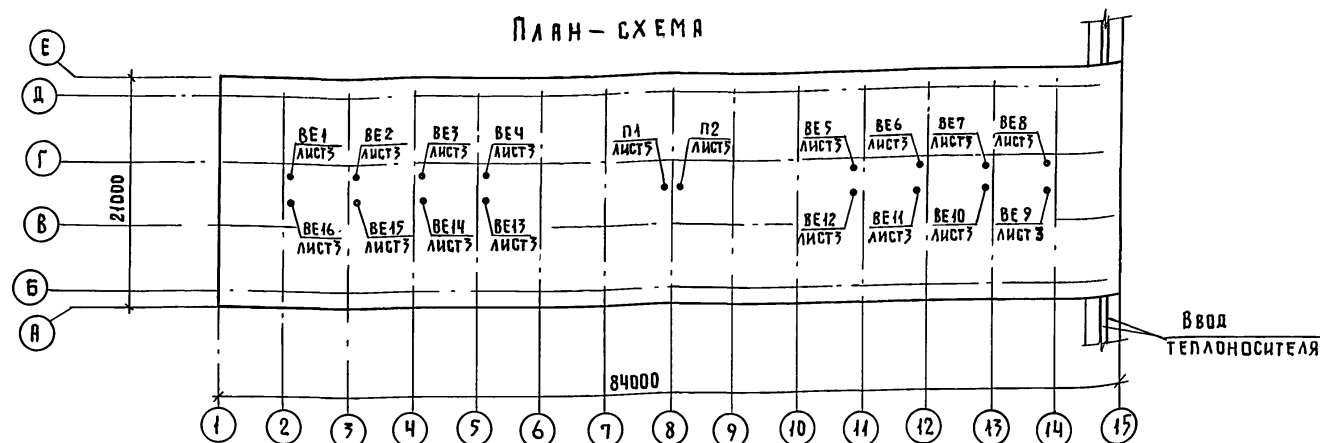 План - схема
Е
Д
Г
В
Б
А
21000
ВЕ1
лист3
ВЕ2
лист3
ВЕ3
лист3
ВЕ4
лист3
П1
лист3
П2
лист3
ВЕ5
лист3
ВЕ6
лист3
ВЕ7
лист3
ВЕ8
лист3
ВЕ16
лист3
ВЕ15
лист3
ВЕ14
лист3
ВЕ13
лист3
ВЕ12
лист3
ВЕ11
лист3
ВЕ10
лист3
ВЕ9
лист3
Ввод
теплоносителя
84000
1 2 3 4 5 6 7 8 9 10 11 12 13 14 15